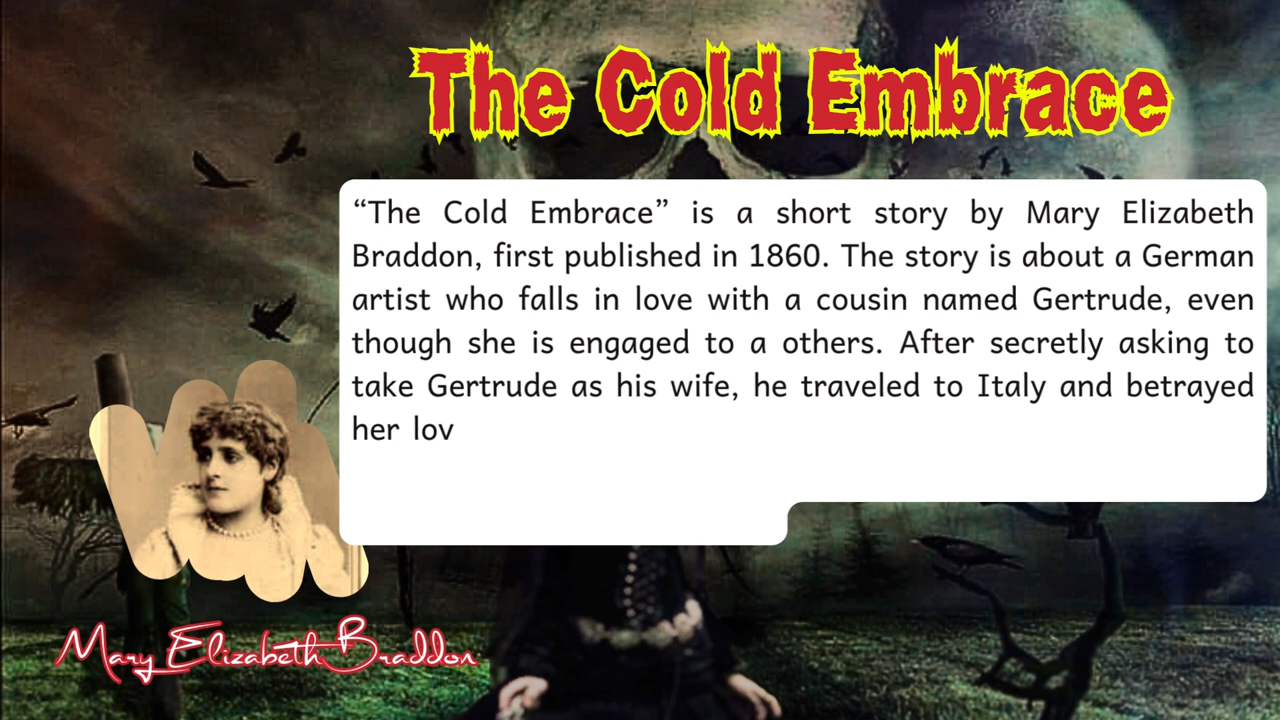 The Cold Embrace
“The Cold Embrace” is a short story by Mary Elizabeth
Braddon, first published in 1860. The story is about a German
artist who falls in love with a cousin named Gertrude, even
though she is engaged to a others. After secretly asking to
take Gertrude as his wife, he traveled to Italy and betrayed
her lov
Mary Elizabeth Braddon